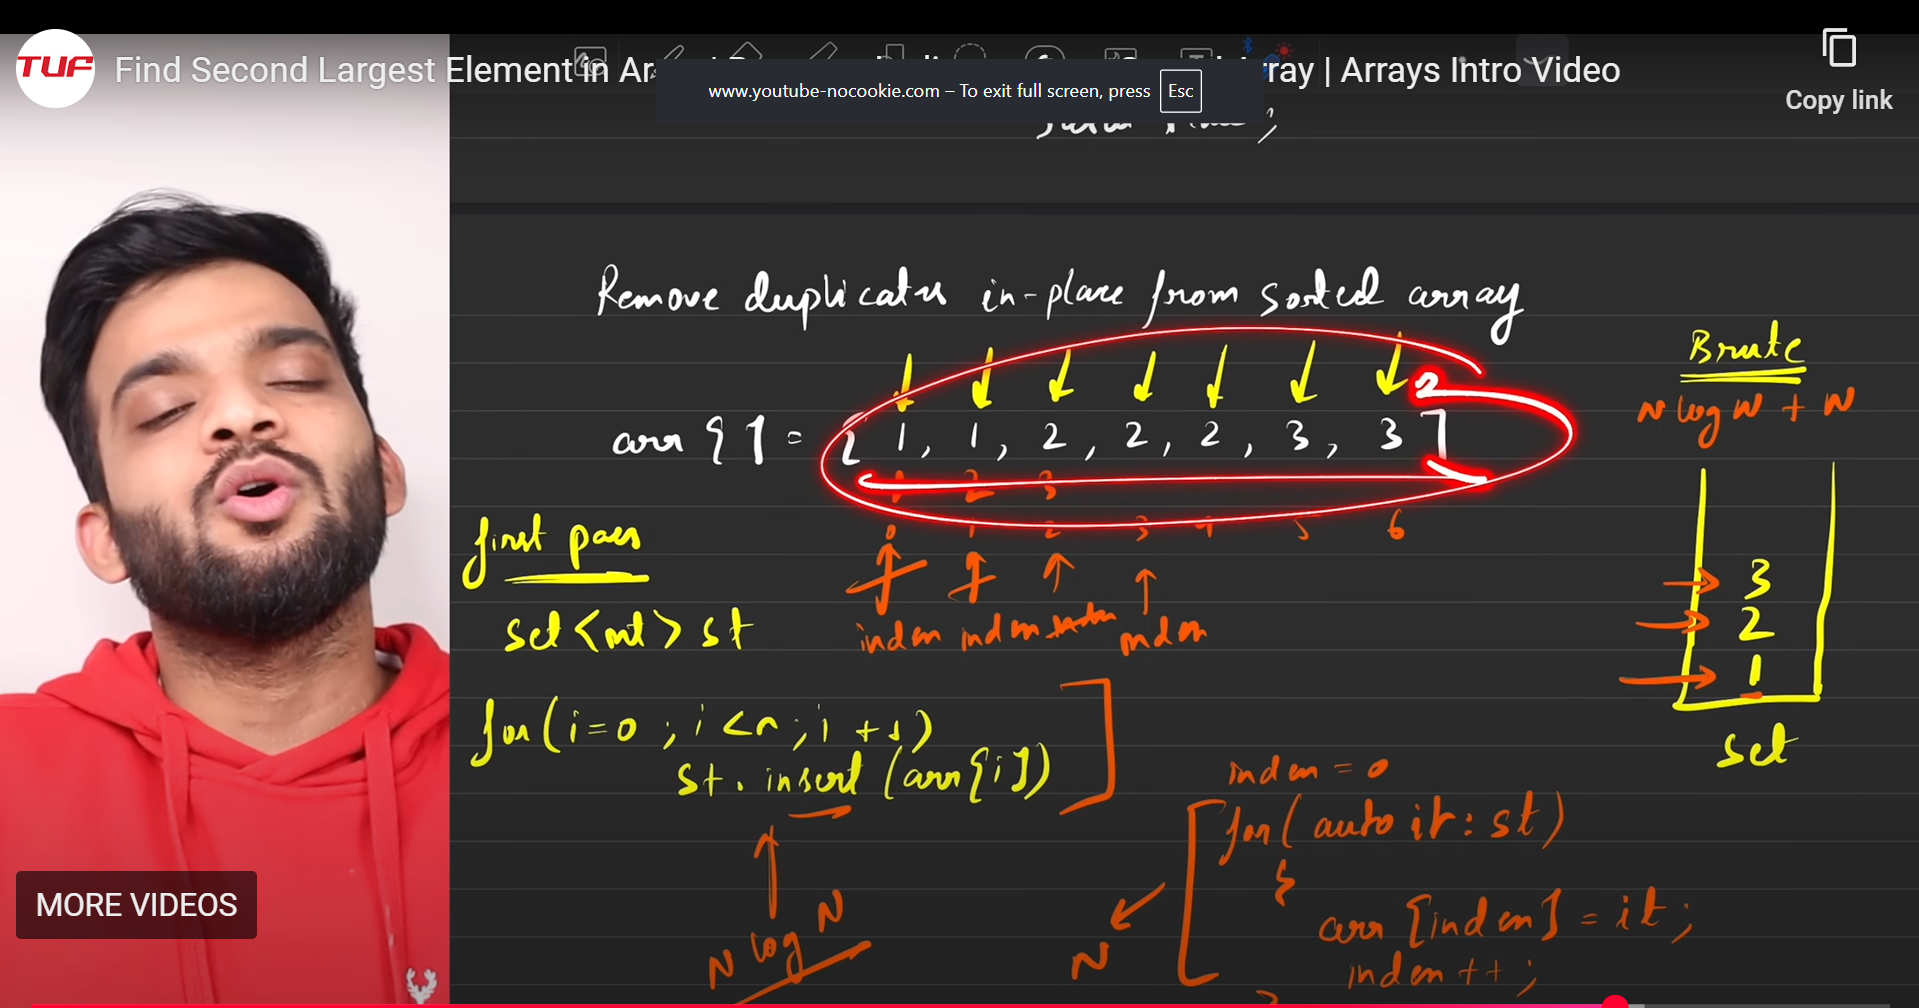 TUF
Find Second Largest Element in Ar
ray | Arrays Intro Video
www.youtube-nocookie.com – To exit full screen, press Esc
Copy link
Remove duplicates in-place from sorted array
arr [ ] = [ 1, 1, 2, 2, 2, 3, 3 ]
1 2 3
0 1 2 3 4 5 6
index index index index
Brute
N log N + N
3
2
1
set
first pass
set <int> st
for(i=0 ; i<n ; i++)
st. insert (arr[i])
N log N
index = 0
for( auto it : st)
{
arr [index] = it ;
index ++ ;
N
MORE VIDEOS